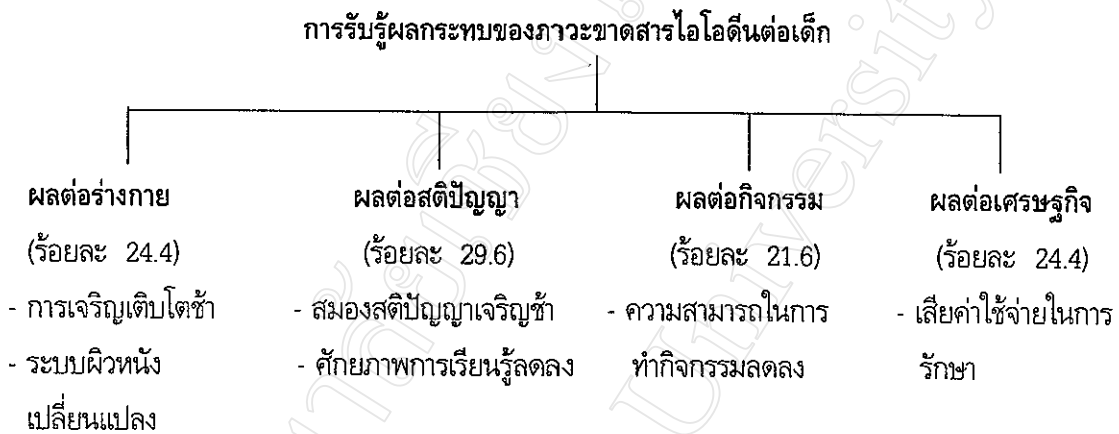 การรับรู้ผลกระทบของภาวะขาดสารไอโอดีนต่อเด็ก
ผลต่อร่างกาย
(ร้อยละ 24.4)
- การเจริญเติบโตช้า
- ระบบผิวหนัง
เปลี่ยนแปลง
ผลต่อสติปัญญา
(ร้อยละ 29.6)
- สมองสติปัญญาเจริญช้า
- ศักยภาพการเรียนรู้ลดลง
ผลต่อกิจกรรม
(ร้อยละ 21.6)
- ความสามารถในการ
ทำกิจกรรมลดลง
ผลต่อเศรษฐกิจ
(ร้อยละ 24.4)
- เสียค่าใช้จ่ายในการ
รักษา
University